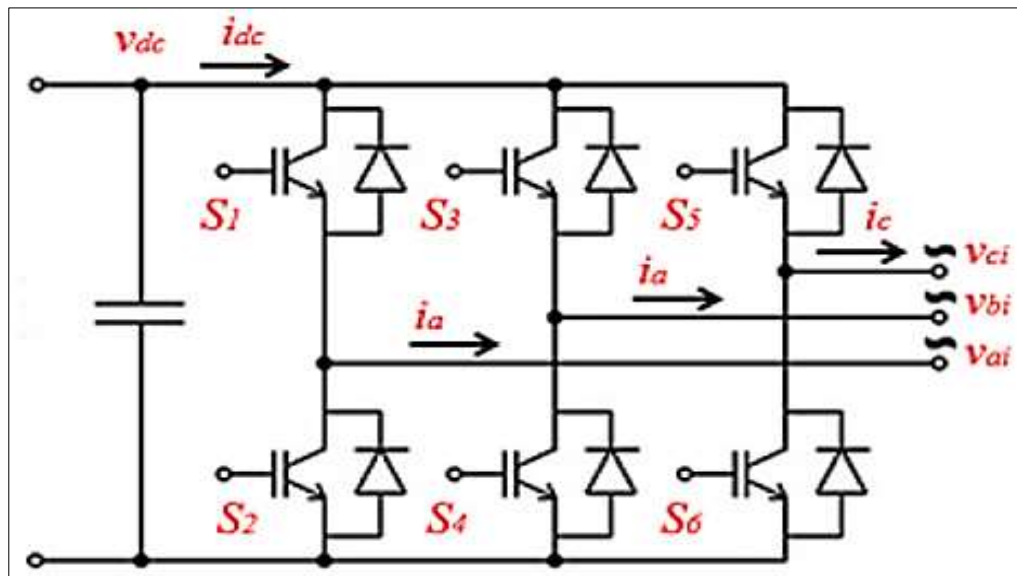 vdc idc
S1 S3 S5
ic vci
ia vbi
ia vai
S2 S4 S6